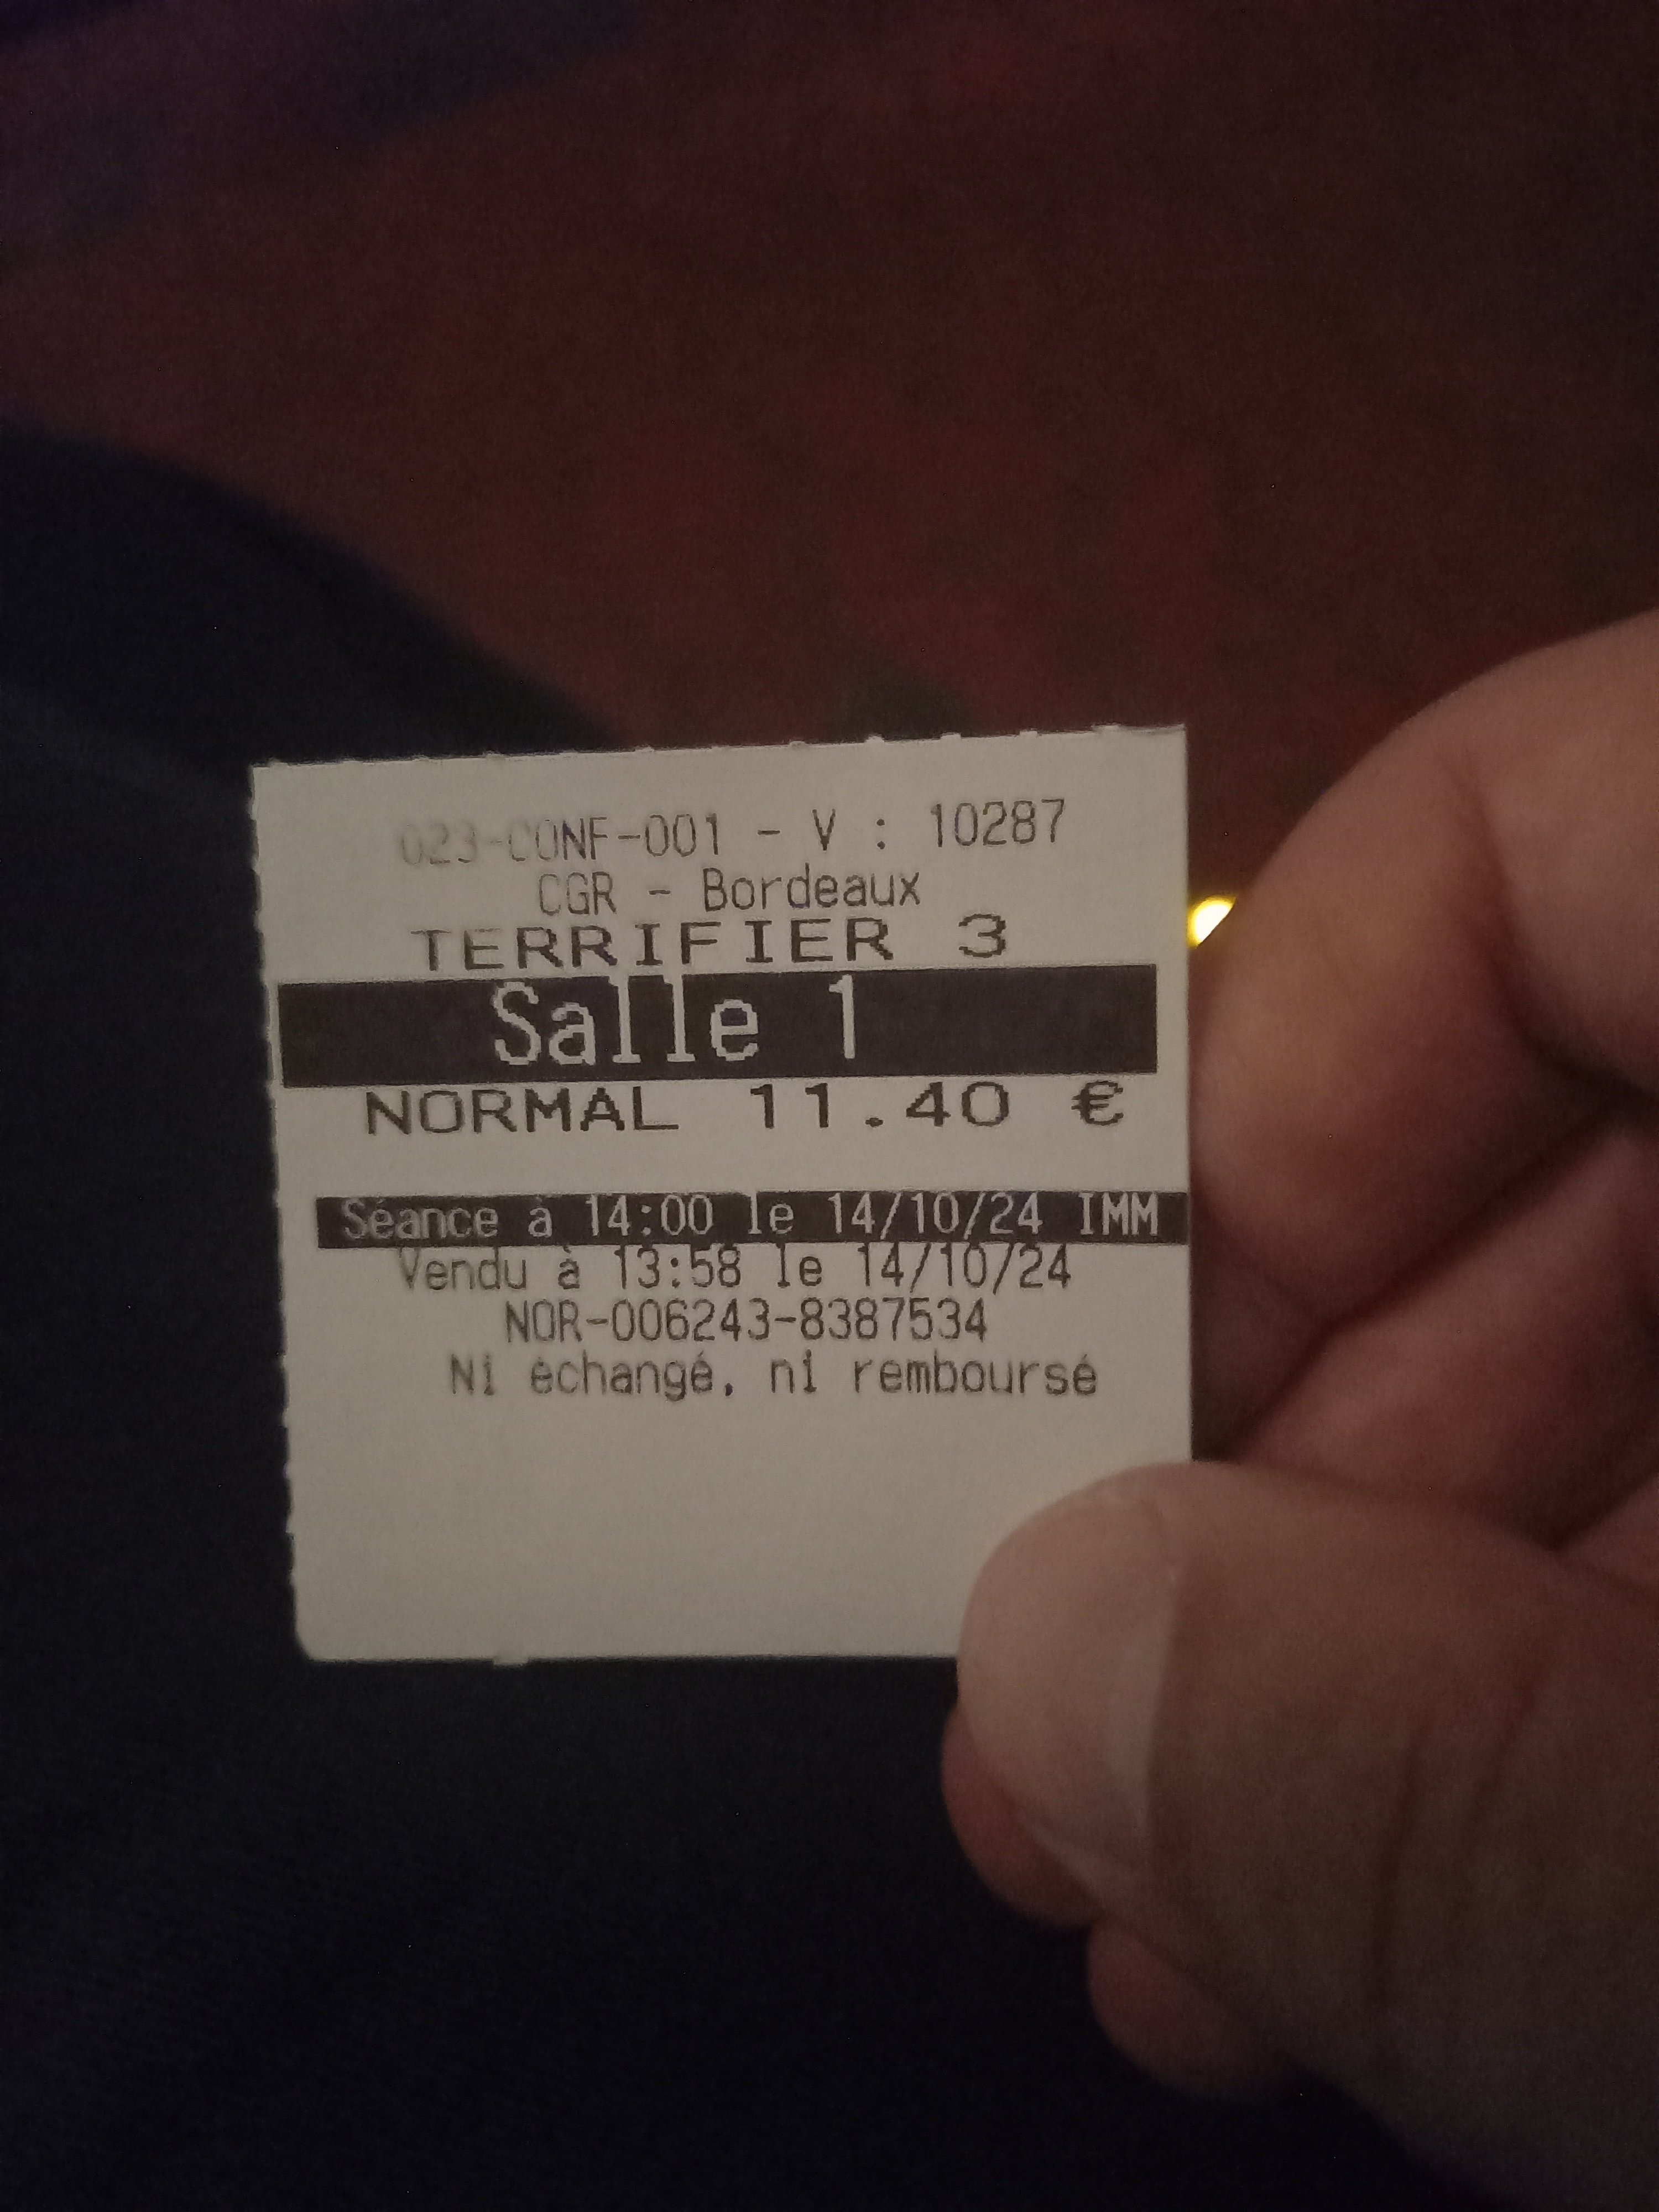 023-CONF-001 - V : 10287
CGR - Bordeaux
TERRIFIER 3
Salle 1
NORMAL 11.40 €
Séance à 14:00 le 14/10/24 IMM
Vendu à 13:58 le 14/10/24
NOR-006243-8387534
Ni échangé, ni remboursé